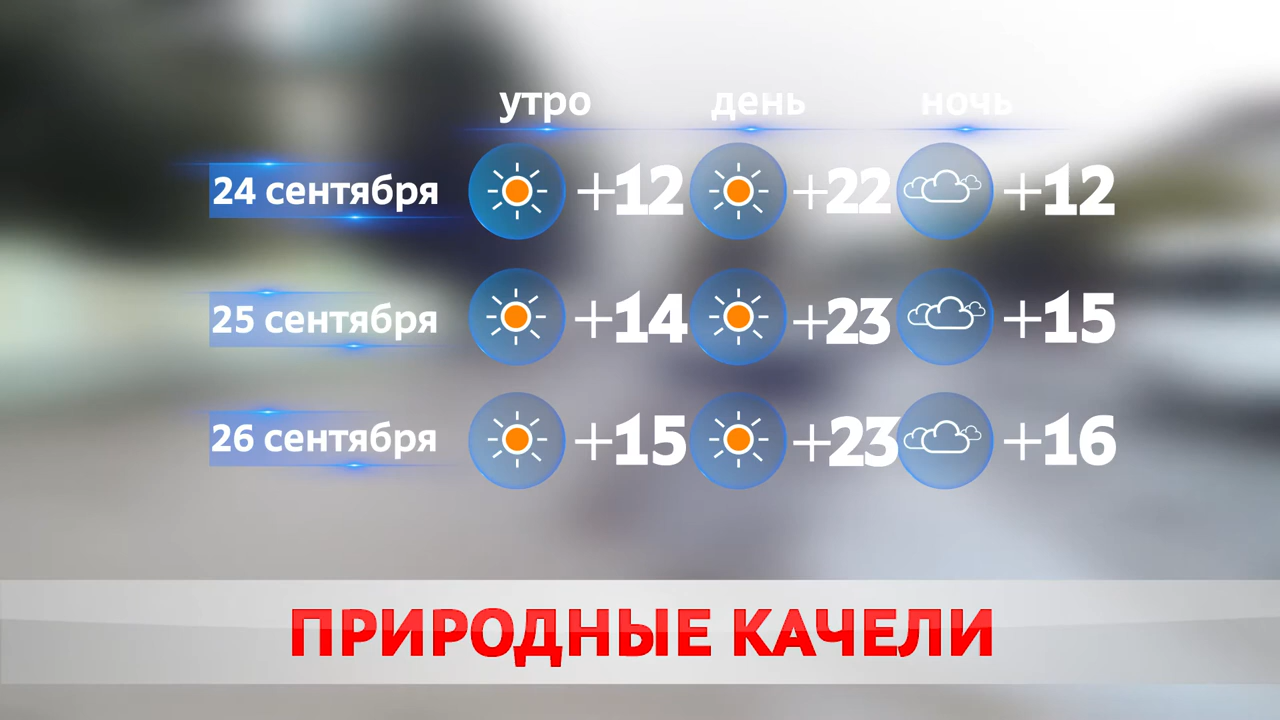 утро день ночь
24 сентября +12 +22 +12
25 сентября +14 +23 +15
26 сентября +15 +23 +16
ПРИРОДНЫЕ КАЧЕЛИ